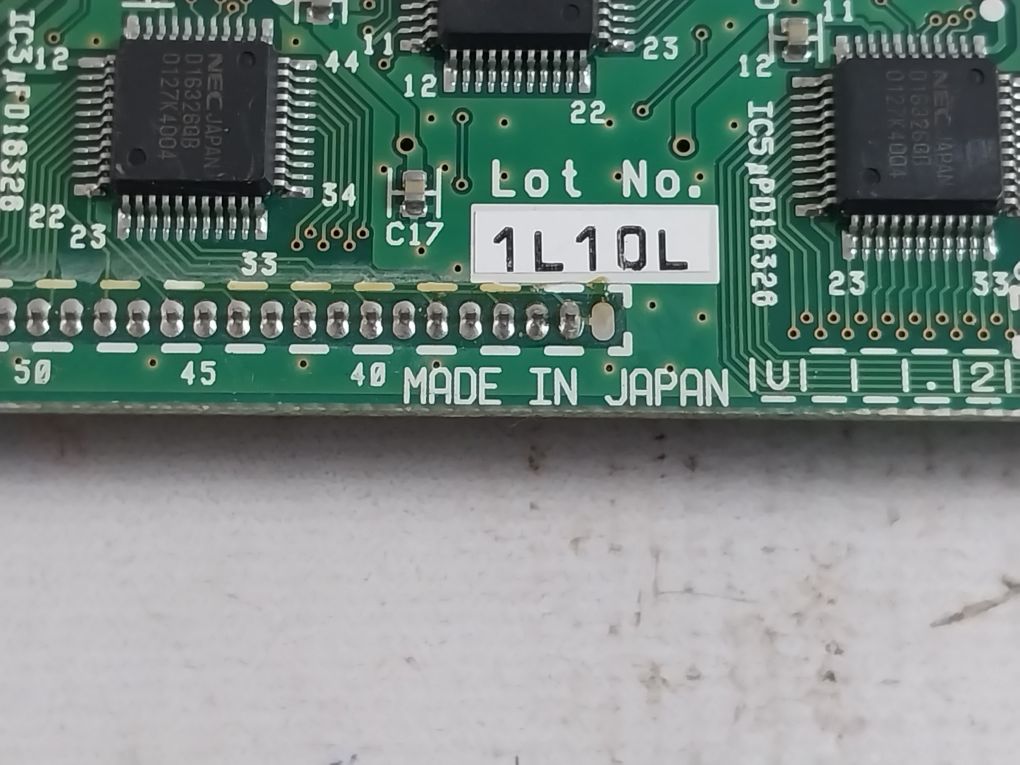 IC3 μPD16326
12
44
NEC JAPAN
D16326GB
0127K4004
22
23
34
33
11
12
22
23
C17
Lot No.
1L10L
11
12
IC5 μPD16326
NEC JAPAN
D16326GB
0127K4004
23
33
50
45
40
MADE IN JAPAN
V
.
2